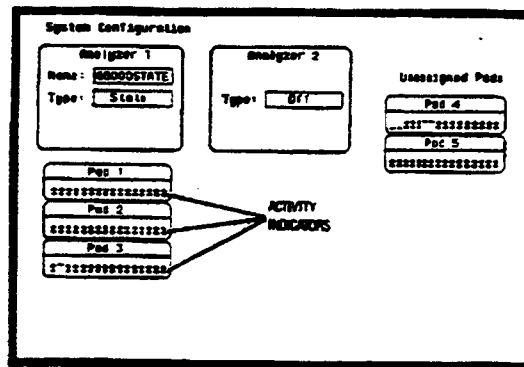 System Configuration
Analyzer 1
Name: 68000STATE
Type: State
Analyzer 2
Type: Off
Unassigned Pods
Pod 4
Pod 5
Pod 1
Pod 2
Pod 3
ACTIVITY
INDICATORS